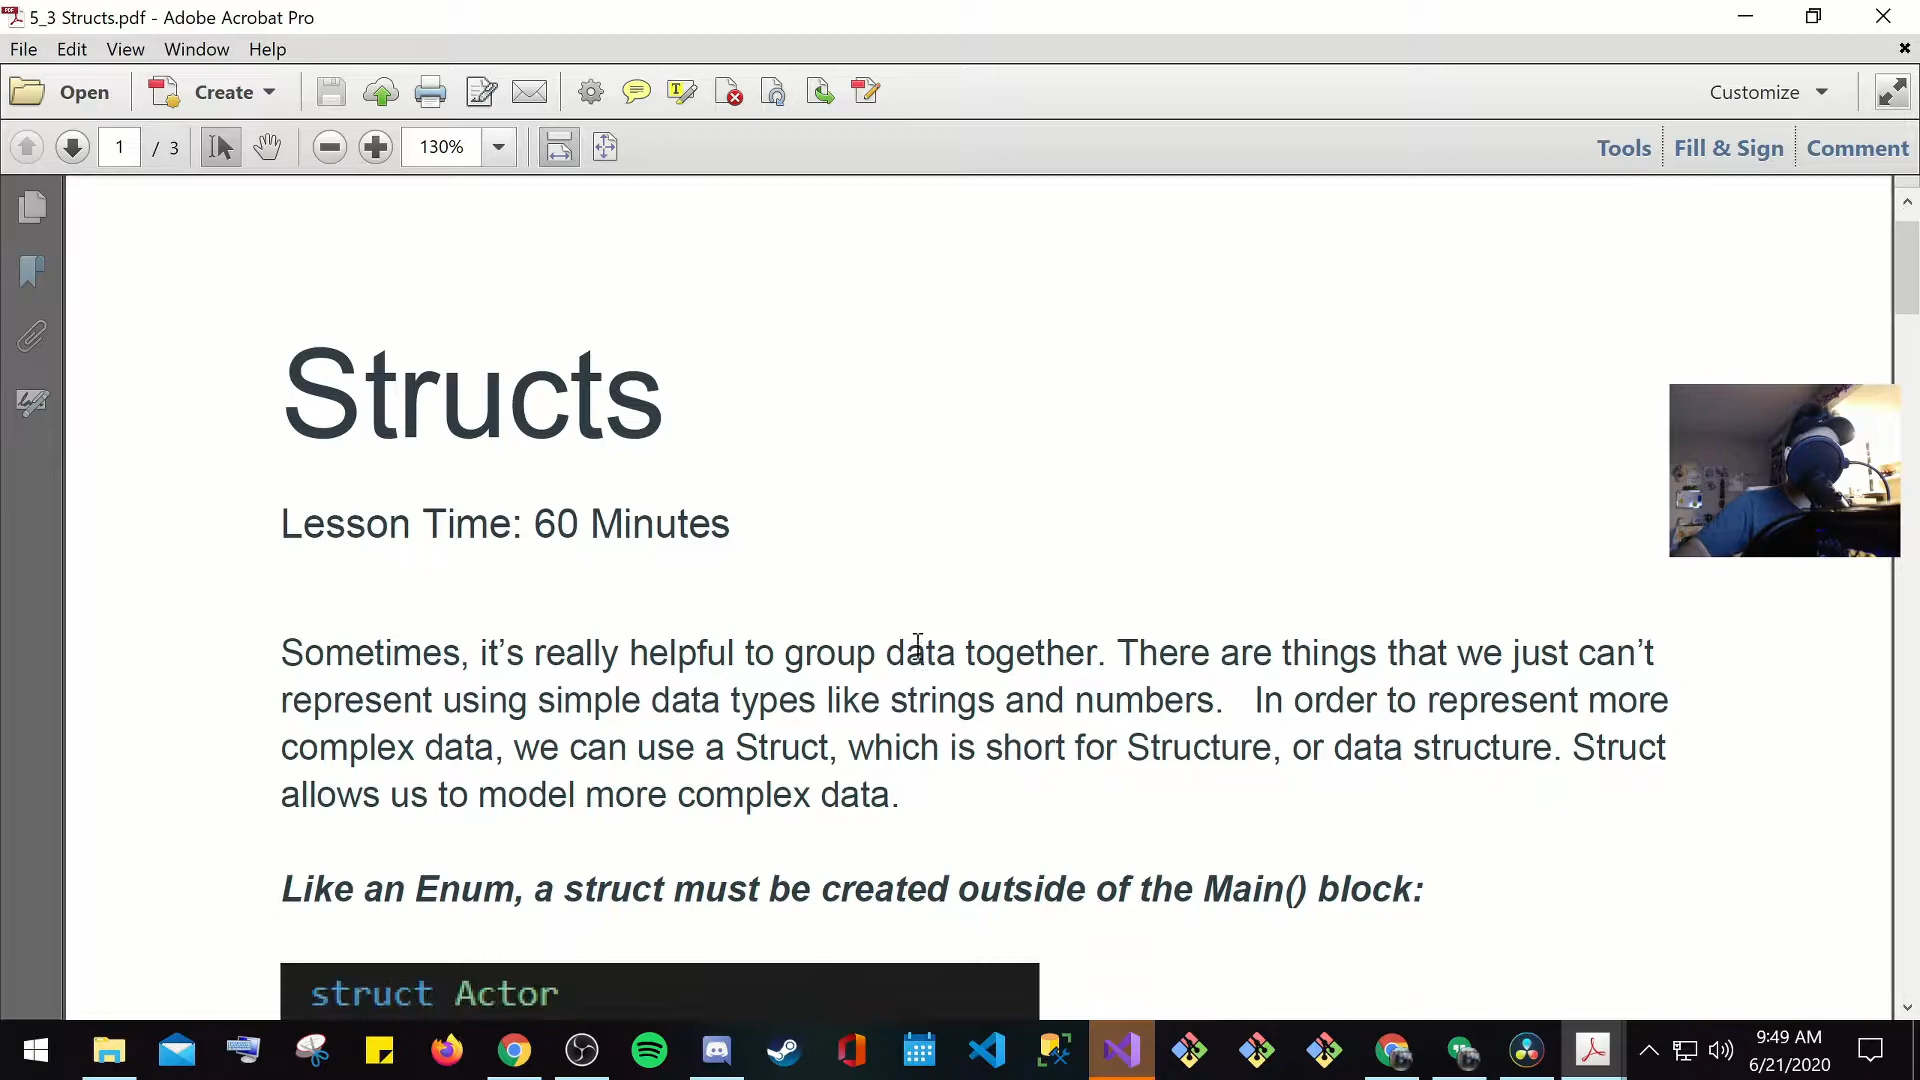 5_3 Structs.pdf - Adobe Acrobat Pro
File Edit View Window Help
Open Create Customize
1 / 3 130% Tools Fill & Sign Comment
Structs
Lesson Time: 60 Minutes
Sometimes, it’s really helpful to group data together. There are things that we just can’t
represent using simple data types like strings and numbers. In order to represent more
complex data, we can use a Struct, which is short for Structure, or data structure. Struct
allows us to model more complex data.
Like an Enum, a struct must be created outside of the Main() block:
struct Actor
9:49 AM
6/21/2020